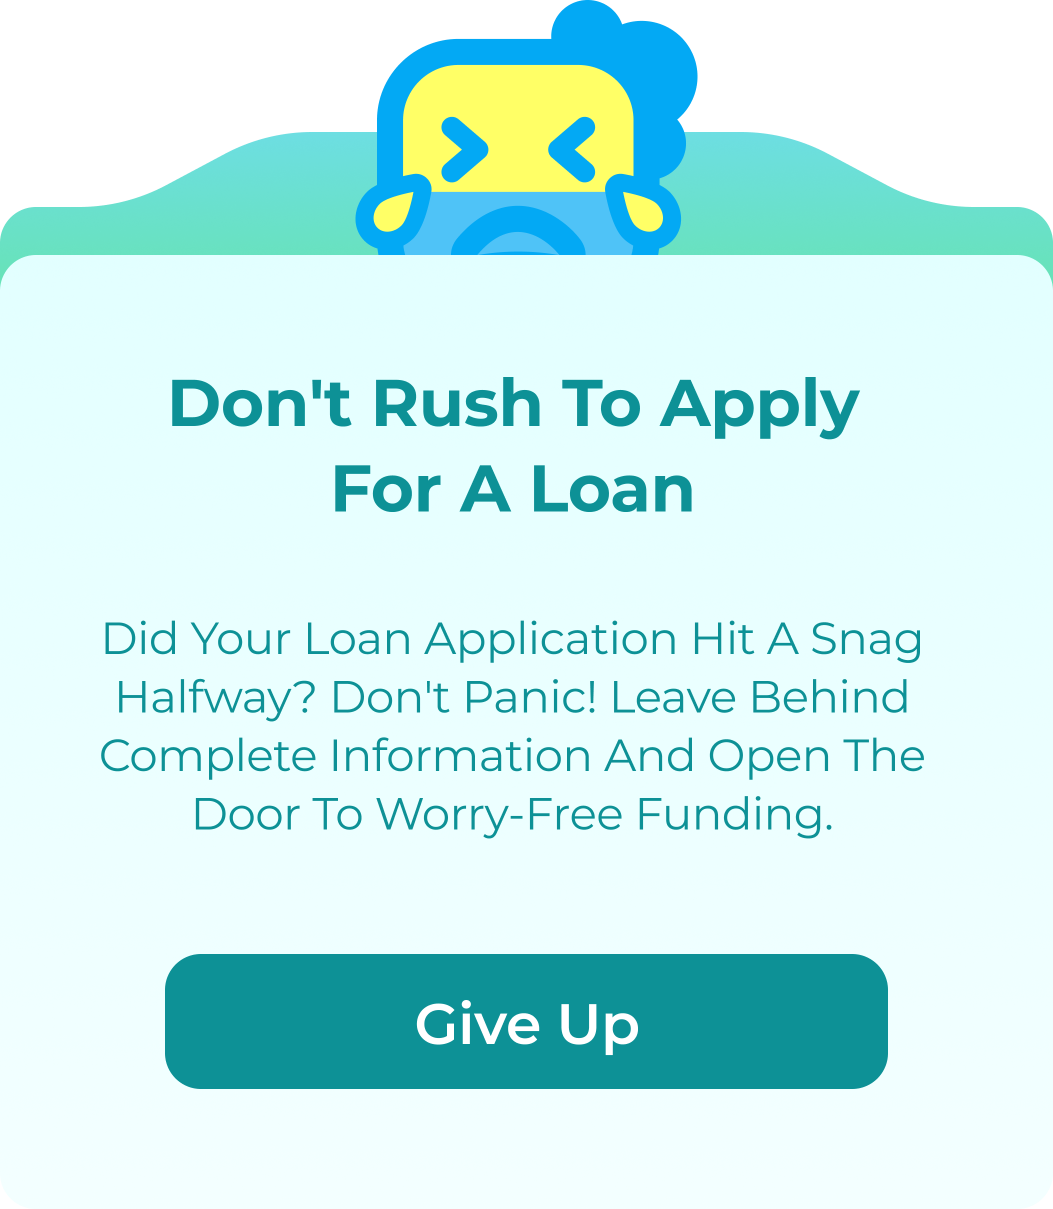 Don't Rush To Apply
For A Loan
Did Your Loan Application Hit A Snag
Halfway? Don't Panic! Leave Behind
Complete Information And Open The
Door To Worry-Free Funding.
Give Up